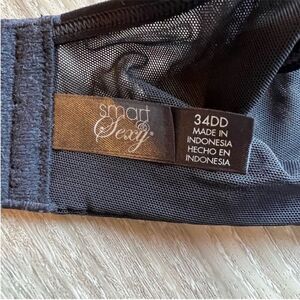 smart
& Sexy®
34DD
MADE IN
INDONESIA
HECHO EN
INDONESIA